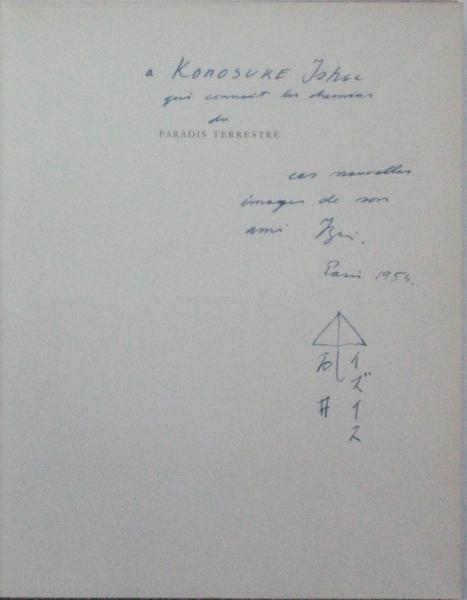 a KONOSUKE Ishii
qui connait les chemins
du
PARADIS TERRESTRE
ces nouvelles
images de son
ami Izis.
Paris 1954.
石井
イズイス